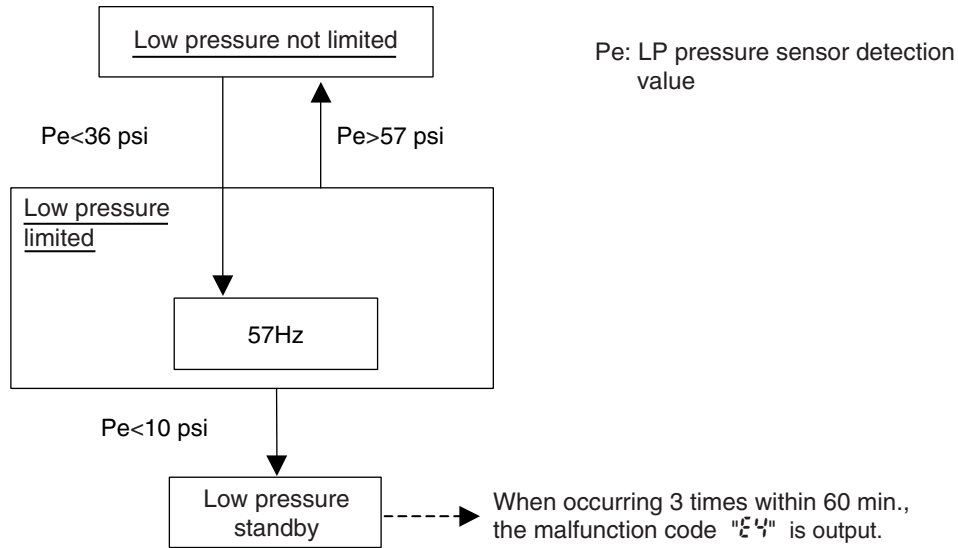 Low pressure not limited
Pe: LP pressure sensor detection
value
Pe<36 psi
Pe>57 psi
Low pressure
limited
57Hz
Pe<10 psi
Low pressure
standby
When occurring 3 times within 60 min.,
the malfunction code "E4" is output.